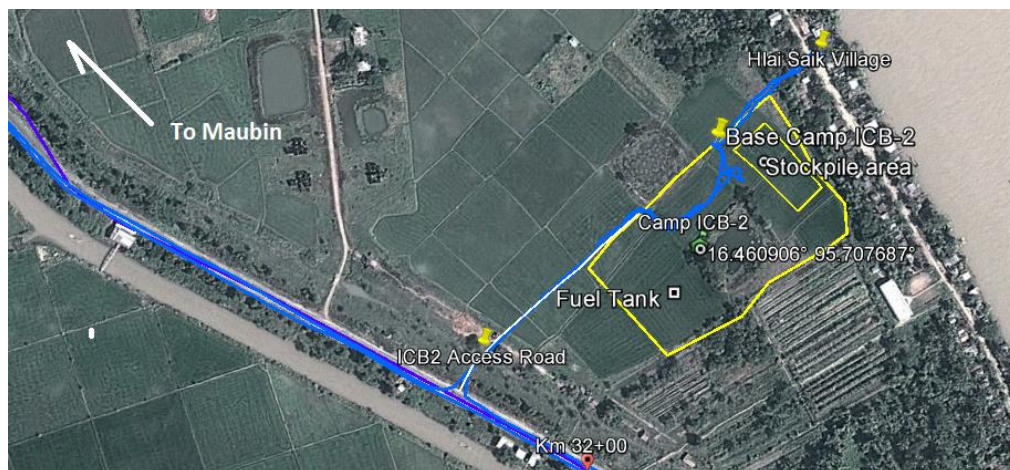 Hlai Saik Village
To Maubin
Base Camp ICB-2
Stockpile area
Camp ICB-2
16.460906° 95.707687°
Fuel Tank
ICB2 Access Road
Km 32+00